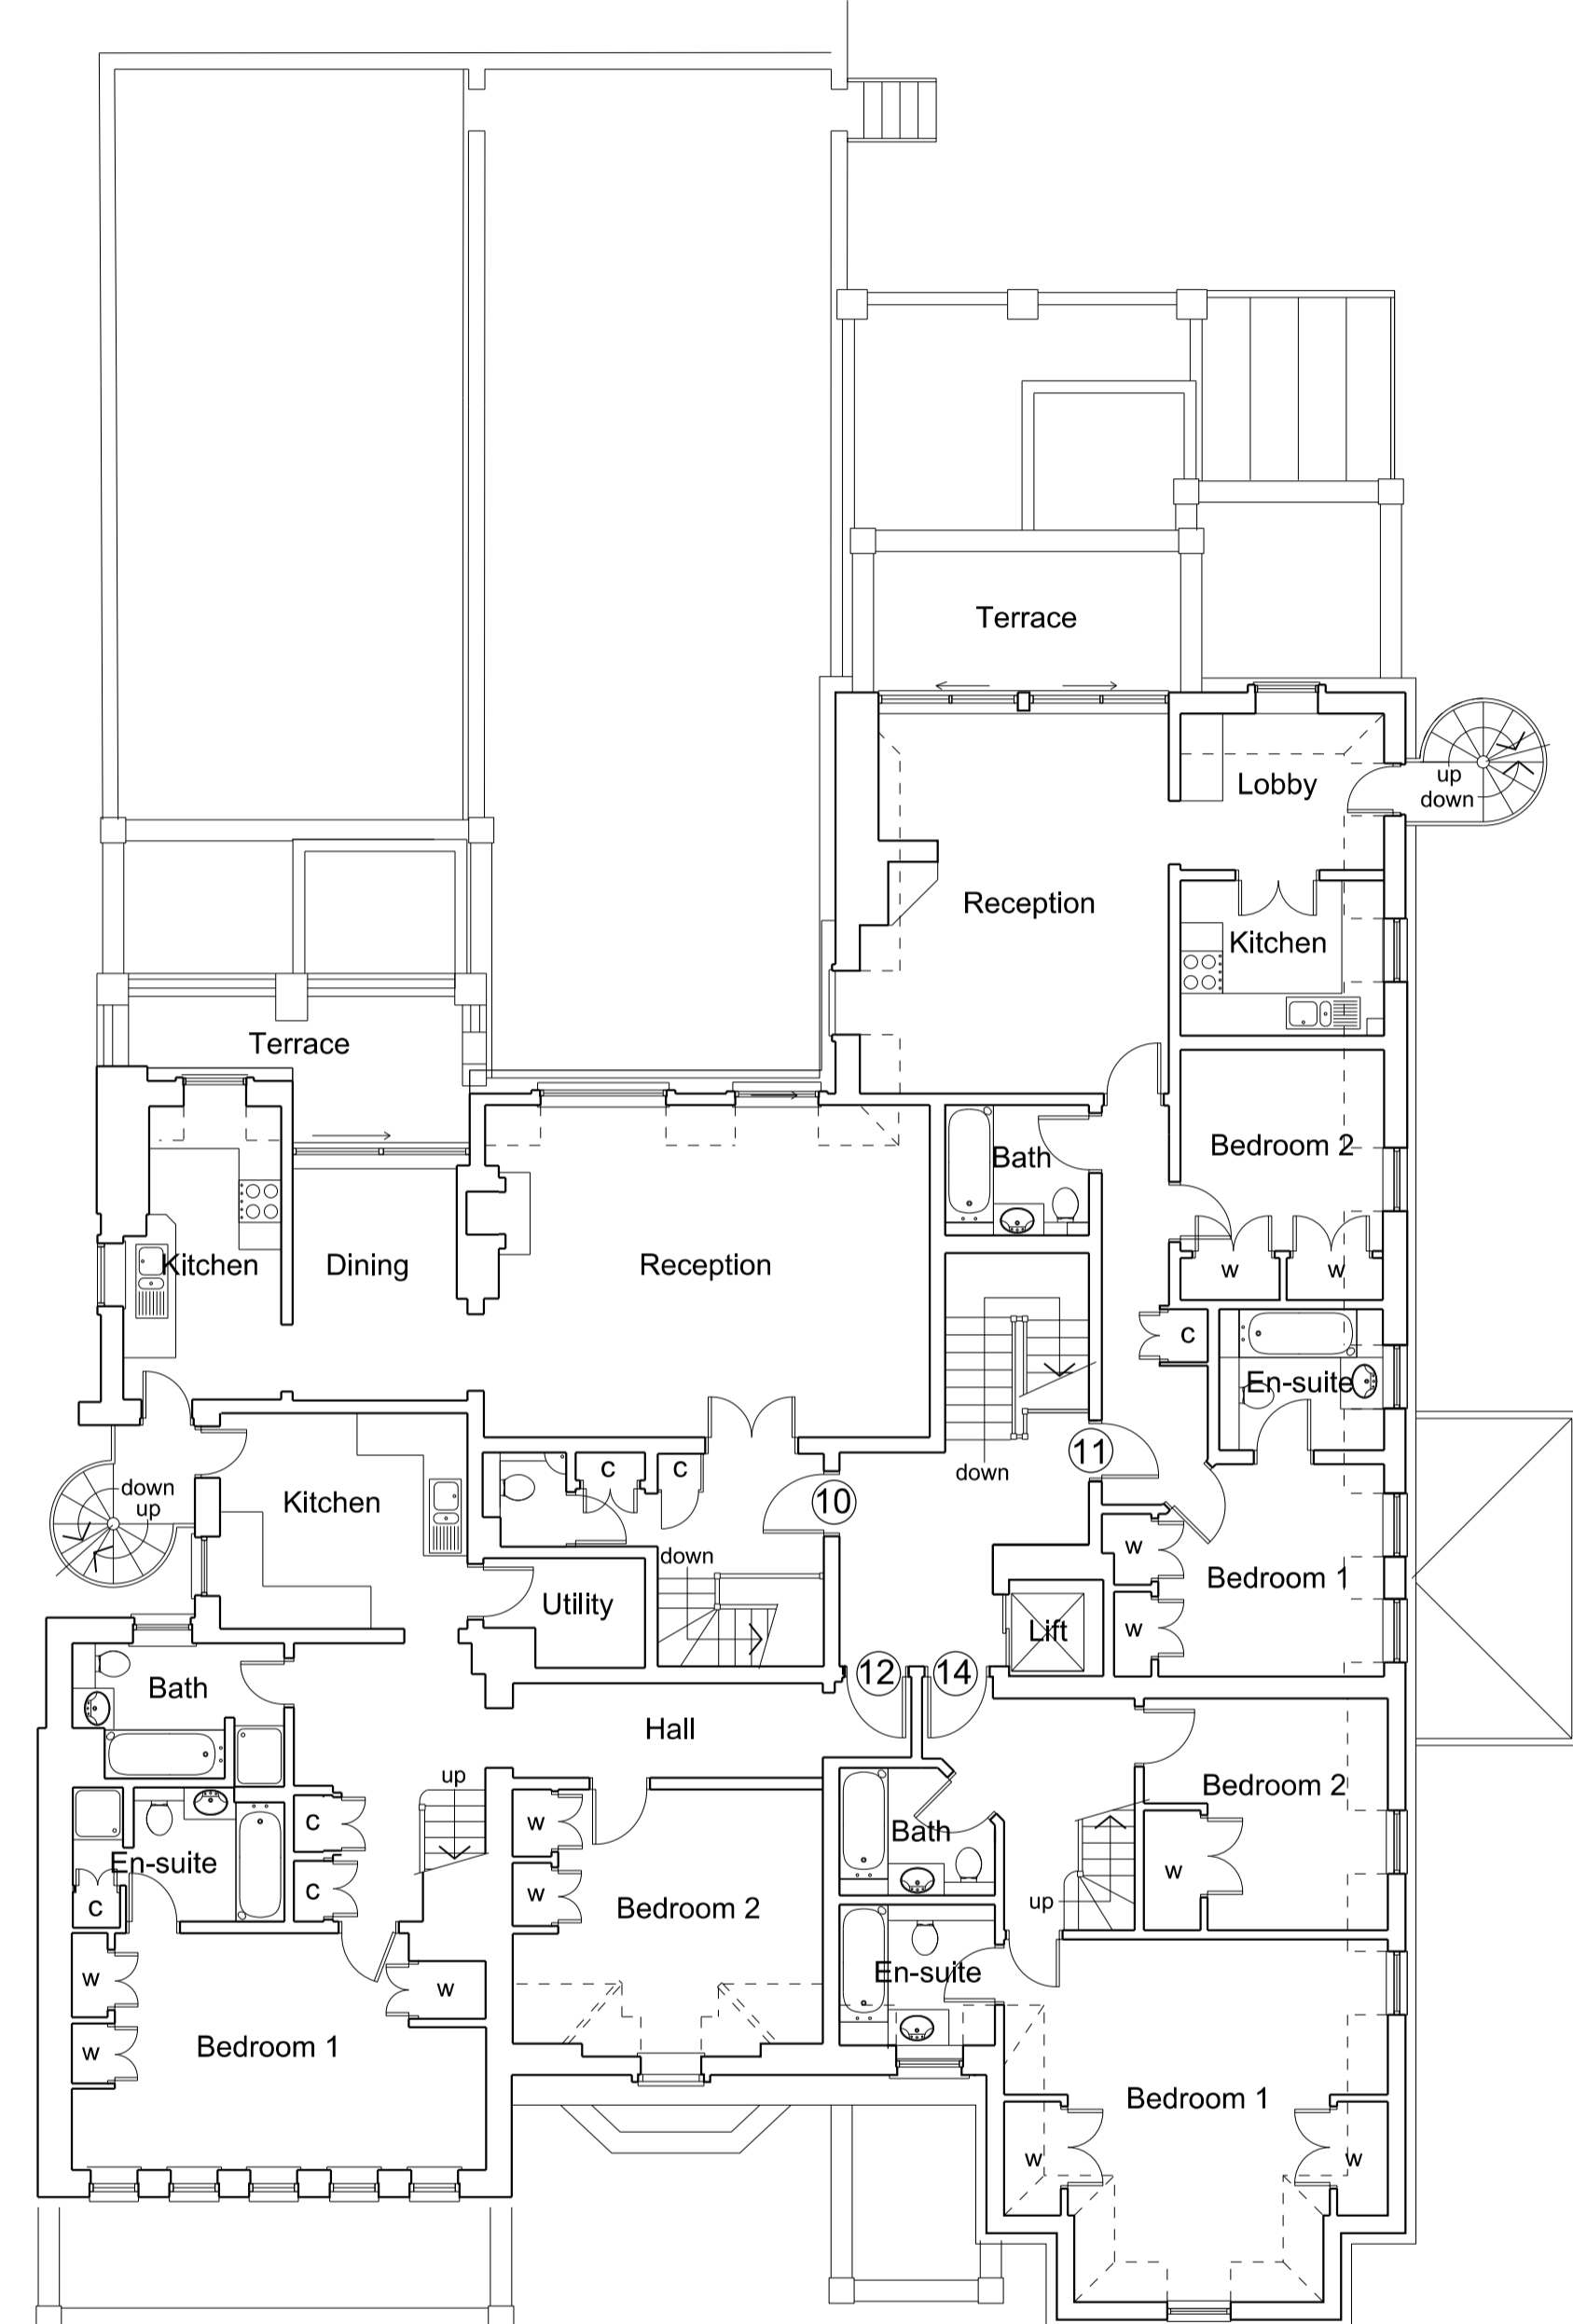 Terrace
Lobby
up
down
Reception
Kitchen
Terrace
Bedroom 2
Bath
Kitchen
Dining
Reception
w
w
c
En-suite
11
down
c
c
10
down
up
Kitchen
down
w
Bedroom 1
Utility
w
Lift
12
14
Bath
Hall
up
Bedroom 2
c
w
Bath
En-suite
w
c
w
c
Bedroom 2
up
En-suite
w
w
Bedroom 1
w
Bedroom 1
w
w